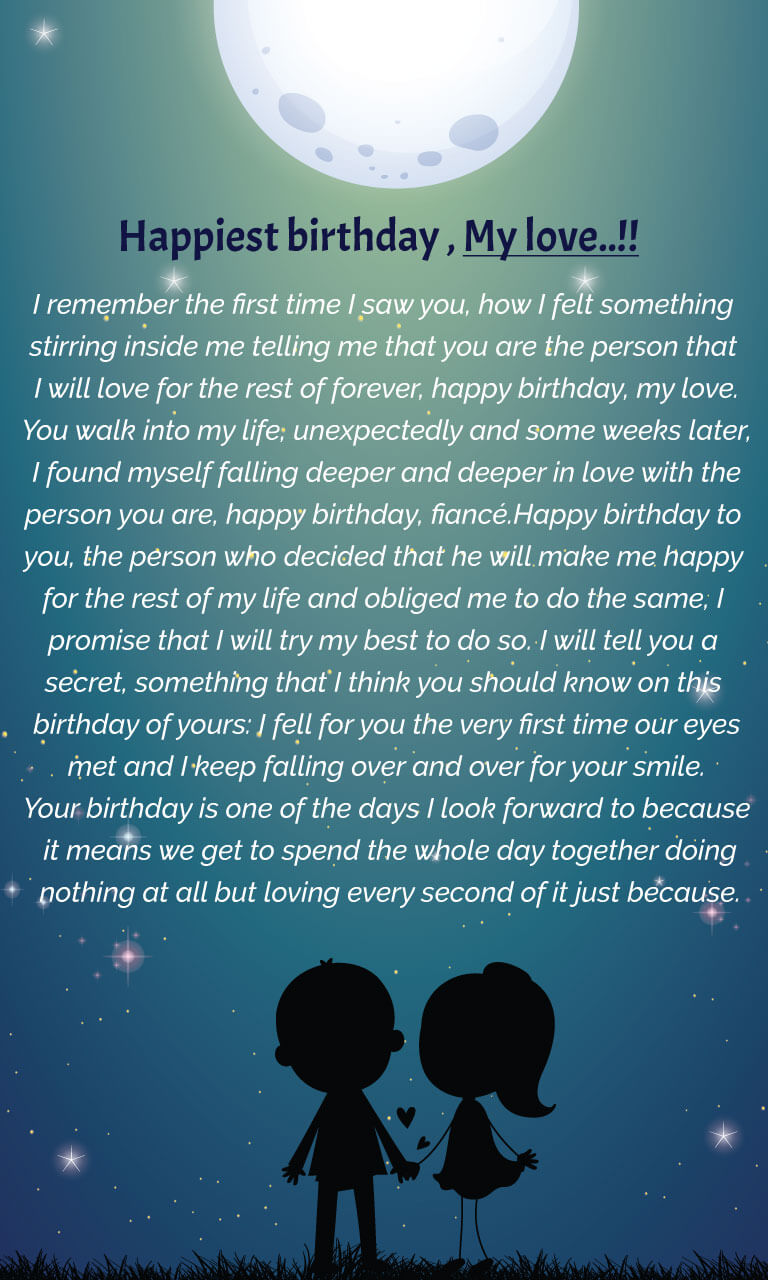 Happiest birthday , My love..!!
I remember the first time I saw you, how I felt something
stirring inside me telling me that you are the person that
I will love for the rest of forever, happy birthday, my love.
You walk into my life, unexpectedly and some weeks later,
I found myself falling deeper and deeper in love with the
person you are, happy birthday, fiancé.Happy birthday to
you, the person who decided that he will make me happy
for the rest of my life and obliged me to do the same, I
promise that I will try my best to do so. I will tell you a
secret, something that I think you should know on this
birthday of yours: I fell for you the very first time our eyes
met and I keep falling over and over for your smile.
Your birthday is one of the days I look forward to because
it means we get to spend the whole day together doing
nothing at all but loving every second of it just because.